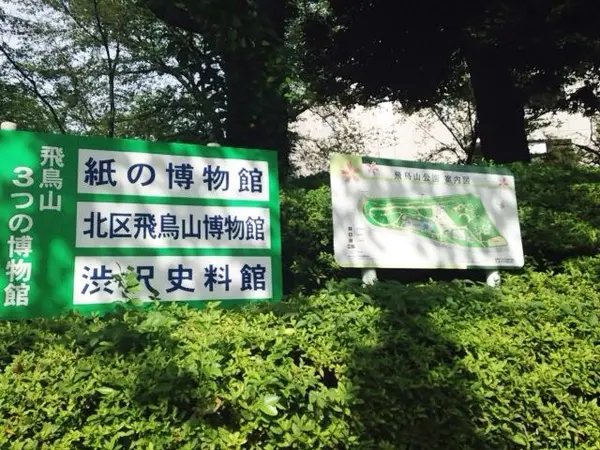 飛鳥山
3つの博物館
紙の博物館
北区飛鳥山博物館
渋沢史料館
飛鳥山公園 案内図